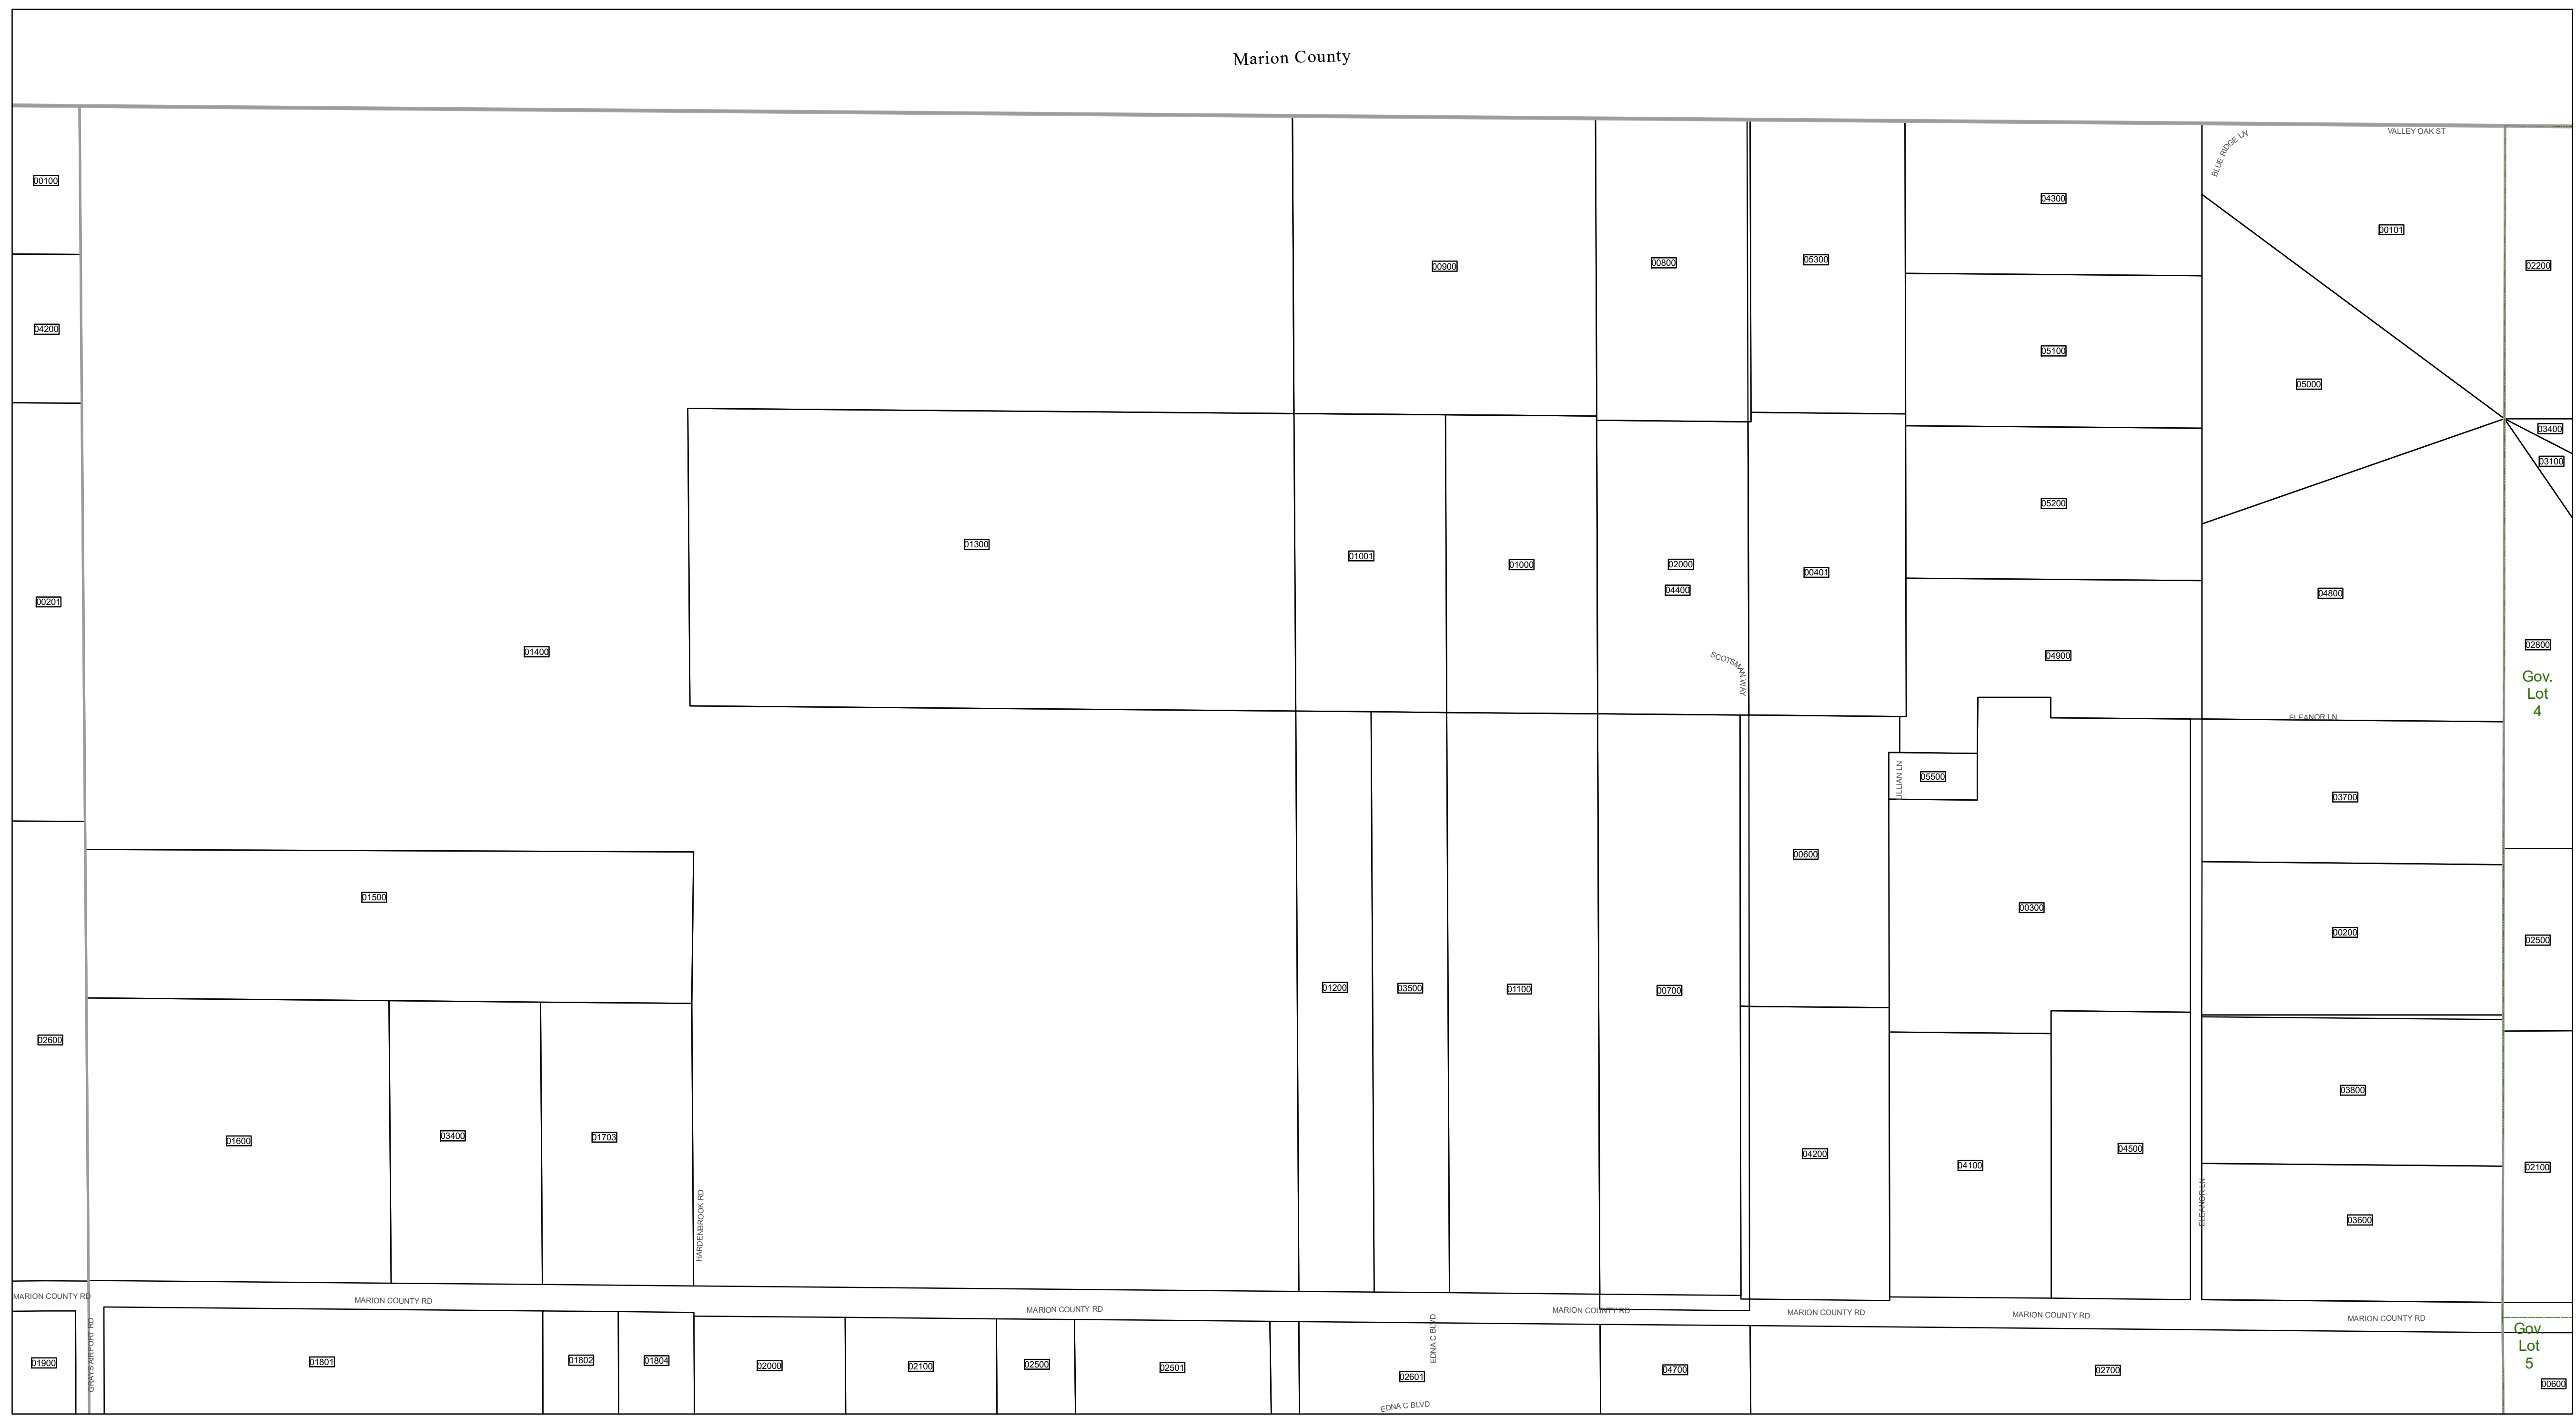 Marion County
VALLEY OAK ST
BLUE RIDGE LN
00100
04300
00101
00900
00800
05300
02200
04200
05100
05000
03400
03100
05200
01300
01001
01000
02000
04400
00401
04800
00201
01400
SCOTSMAN WAY
04900
02800
Gov.
Lot
4
ELEANOR LN
05500
JILLIAN LN
03700
00600
01500
00300
00200
02500
01200
03500
01100
00700
02600
01600
03400
01703
03800
04200
04100
04500
02100
HARDENBROOK RD
ELEANOR LN
03600
MARION COUNTY RD
MARION COUNTY RD
MARION COUNTY RD
MARION COUNTY RD
MARION COUNTY RD
MARION COUNTY RD
MARION COUNTY RD
GRAYS AIRPORT RD
EDNA C BLVD
Gov.
Lot
5
01900
01801
01802
01804
02000
02100
02500
02501
02601
04700
02700
00600
EDNA C BLVD